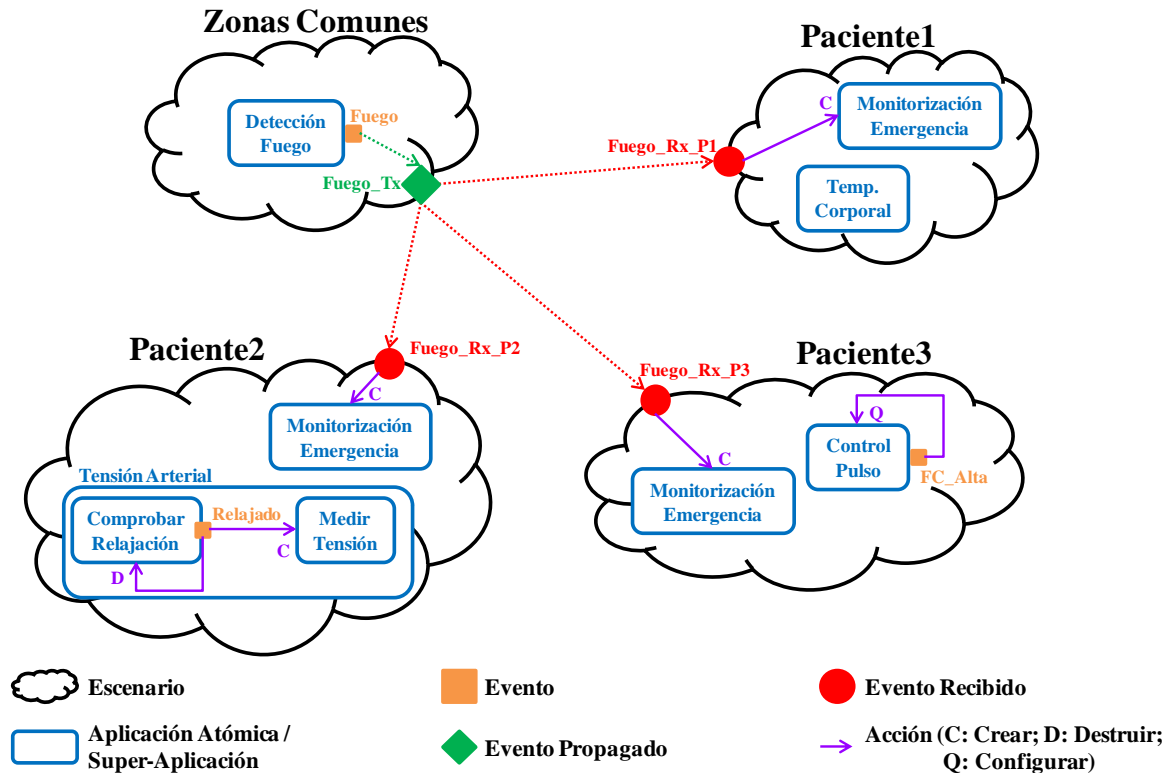 Zonas Comunes
Detección
Fuego
Fuego
Fuego_Tx
Paciente1
Monitorización
Emergencia
C
Fuego_Rx_P1
Temp.
Corporal
Paciente2
Fuego_Rx_P2
C
Monitorización
Emergencia
Tensión Arterial
Comprobar
Relajación
Relajado
Medir
Tensión
C
D
Paciente3
Fuego_Rx_P3
C
Monitorización
Emergencia
Q
Control
Pulso
FC_Alta
Escenario
Evento
Evento Recibido
Aplicación Atómica /
Super-Aplicación
Evento Propagado
Acción (C: Crear; D: Destruir;
Q: Configurar)